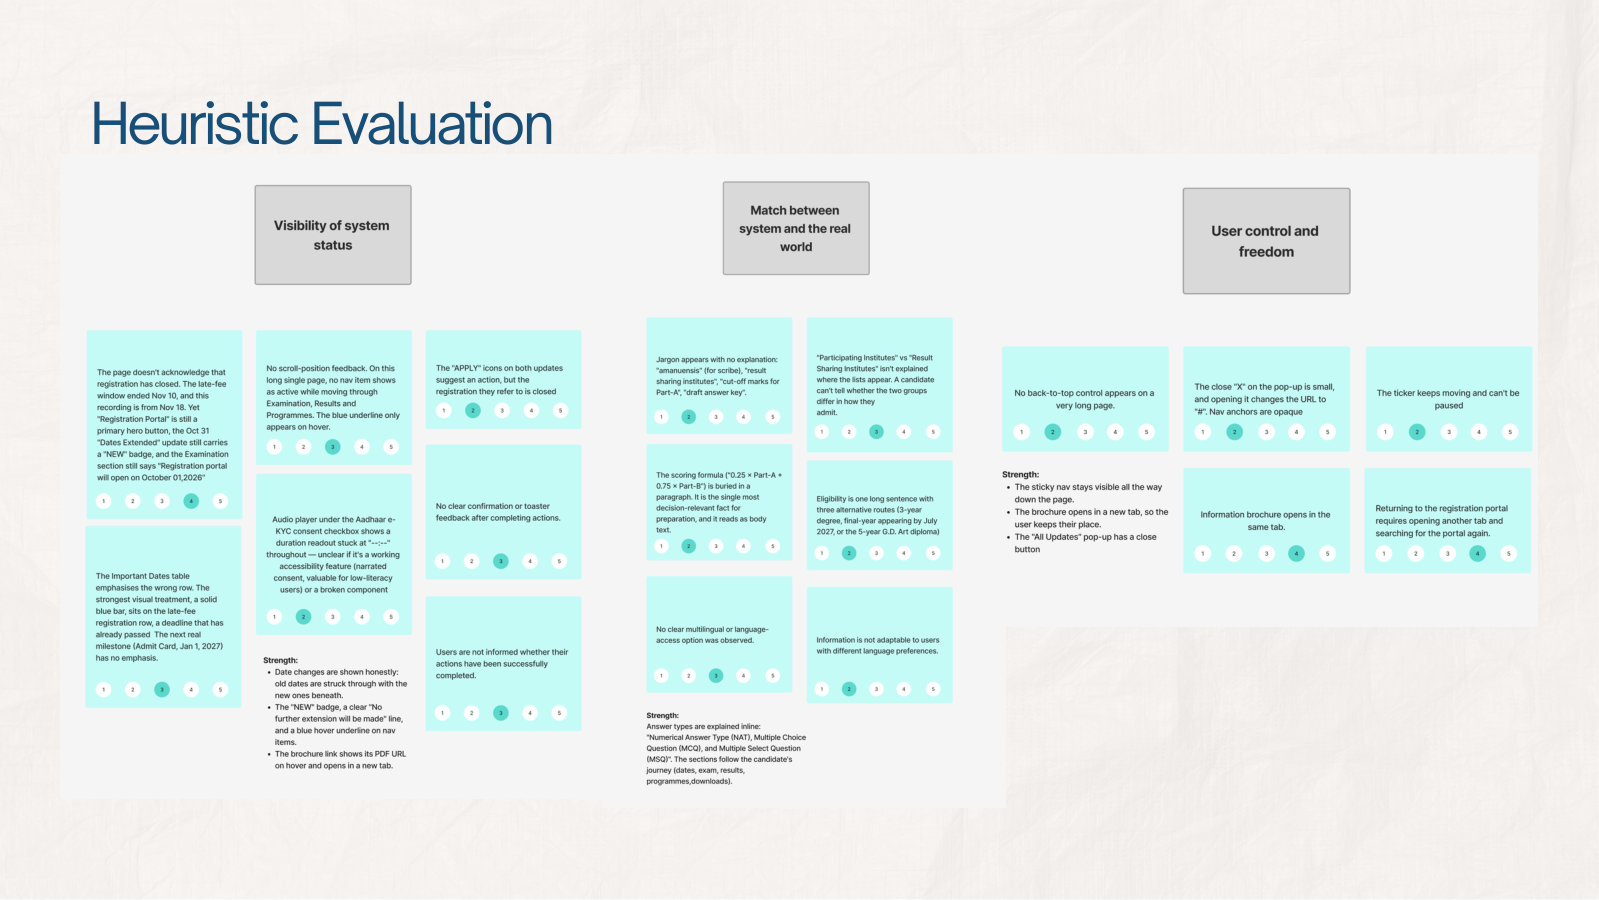 Heuristic Evaluation
Visibility of system
status
The page doesn't acknowledge that
registration has closed. The late-fee
window ended Nov 10, and this
recording is from Nov 18. Yet
"Registration Portal" is still a
primary hero button, the Oct 31
"Dates Extended" update still carries
a "NEW" badge, and the Examination
section still says "Registration portal
will open on October 01,2026"
1 2 3 4 5
The Important Dates table
emphasises the wrong row. The
strongest visual treatment, a solid
blue bar, sits on the late-fee
registration row, a deadline that has
already passed The next real
milestone (Admit Card, Jan 1, 2027)
has no emphasis.
1 2 3 4 5
No scroll-position feedback. On this
long single page, no nav item shows
as active while moving through
Examination, Results and
Programmes. The blue underline only
appears on hover.
1 2 3 4 5
Audio player under the Aadhaar e-
KYC consent checkbox shows a
duration readout stuck at "--:--"
throughout — unclear if it's a working
accessibility feature (narrated
consent, valuable for low-literacy
users) or a broken component
1 2 3 4 5
Strength:
• Date changes are shown honestly:
old dates are struck through with the
new ones beneath.
• The "NEW" badge, a clear "No
further extension will be made" line,
and a blue hover underline on nav
items.
• The brochure link shows its PDF URL
on hover and opens in a new tab.
The "APPLY" icons on both updates
suggest an action, but the
registration they refer to is closed
1 2 3 4 5
No clear confirmation or toaster
feedback after completing actions.
1 2 3 4 5
Users are not informed whether their
actions have been successfully
completed.
1 2 3 4 5
Match between
system and the real
world
Jargon appears with no explanation:
"amanuensis" (for scribe), "result
sharing institutes", "cut-off marks for
Part-A", "draft answer key".
1 2 3 4 5
The scoring formula ("0.25 × Part-A +
0.75 × Part-B") is buried in a
paragraph. It is the single most
decision-relevant fact for
preparation, and it reads as body
text.
1 2 3 4 5
No clear multilingual or language-
access option was observed.
1 2 3 4 5
Strength:
Answer types are explained inline:
"Numerical Answer Type (NAT), Multiple Choice
Question (MCQ), and Multiple Select Question
(MSQ)". The sections follow the candidate's
journey (dates, exam, results,
programmes,downloads).
"Participating Institutes" vs "Result
Sharing Institutes" isn't explained
where the lists appear. A candidate
can't tell whether the two groups
differ in how they
admit.
1 2 3 4 5
Eligibility is one long sentence with
three alternative routes (3-year
degree, final-year appearing by July
2027, or the 5-year G.D. Art diploma)
1 2 3 4 5
Information is not adaptable to users
with different language preferences.
1 2 3 4 5
User control and
freedom
No back-to-top control appears on a
very long page.
1 2 3 4 5
Strength:
• The sticky nav stays visible all the way
down the page.
• The brochure opens in a new tab, so the
user keeps their place.
• The "All Updates" pop-up has a close
button
The close "X" on the pop-up is small,
and opening it changes the URL to
"#". Nav anchors are opaque
1 2 3 4 5
Information brochure opens in the
same tab.
1 2 3 4 5
The ticker keeps moving and can't be
paused
1 2 3 4 5
Returning to the registration portal
requires opening another tab and
searching for the portal again.
1 2 3 4 5